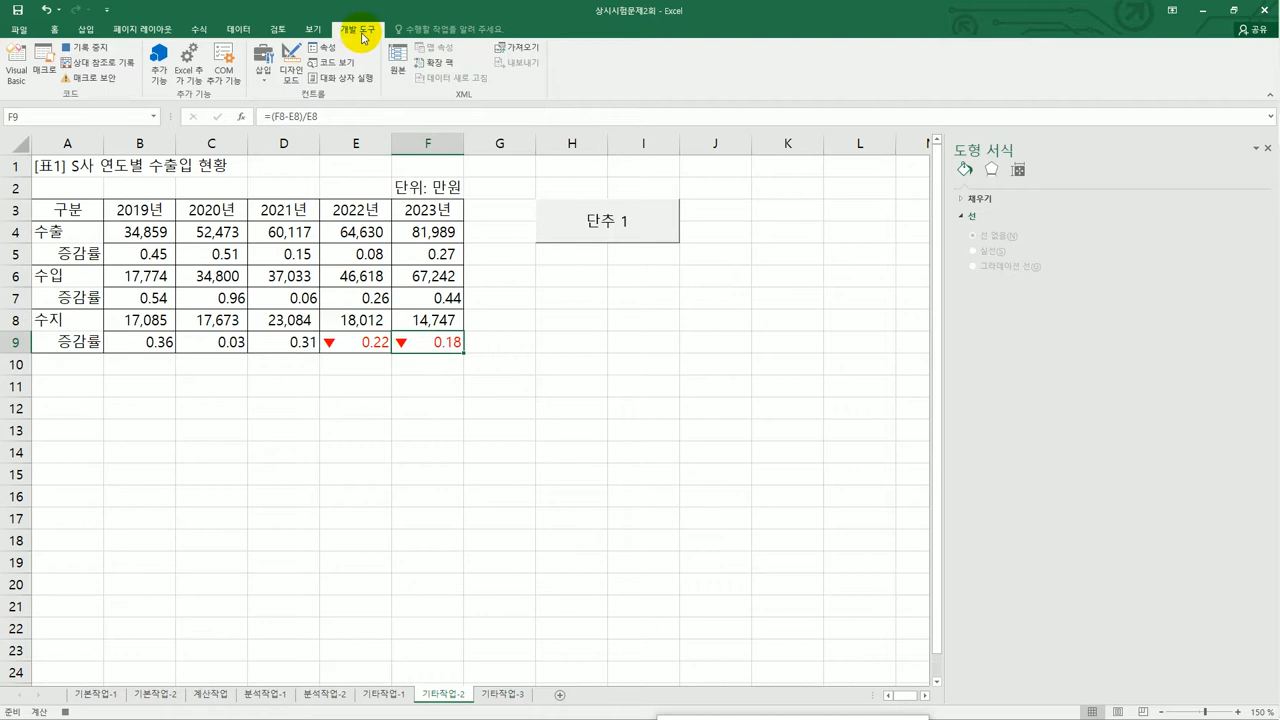 상시시험문제2회 - Excel
파일 홈 삽입 페이지 레이아웃 수식 데이터 검토 보기 개발 도구 수행할 작업을 알려 주세요. 공유
Visual Basic
매크로
기록 중지
상대 참조로 기록
매크로 보안
코드
추가 기능
Excel 추가 기능
COM 추가 기능
추가 기능
삽입
디자인 모드
속성
코드 보기
대화 상자 실행
컨트롤
원본
맵 속성
확장 팩
데이터 새로 고침
가져오기
내보내기
XML
F9 =(F8-E8)/E8
A B C D E F G H I J K L
1 [표1] S사 연도별 수출입 현황
2 단위: 만원
3 구분 2019년 2020년 2021년 2022년 2023년
4 수출 34,859 52,473 60,117 64,630 81,989
5 증감률 0.45 0.51 0.15 0.08 0.27
6 수입 17,774 34,800 37,033 46,618 67,242
7 증감률 0.54 0.96 0.06 0.26 0.44
8 수지 17,085 17,673 23,084 18,012 14,747
9 증감률 0.36 0.03 0.31 ▼ 0.22 ▼ 0.18
10
11
12
13
14
15
16
17
18
19
20
21
22
23
24
단추 1
도형 서식
채우기
선
선 없음(N)
실선(S)
그라데이션 선(G)
기본작업-1 기본작업-2 계산작업 분석작업-1 분석작업-2 기타작업-1 기타작업-2 기타작업-3
준비 계산 150 %